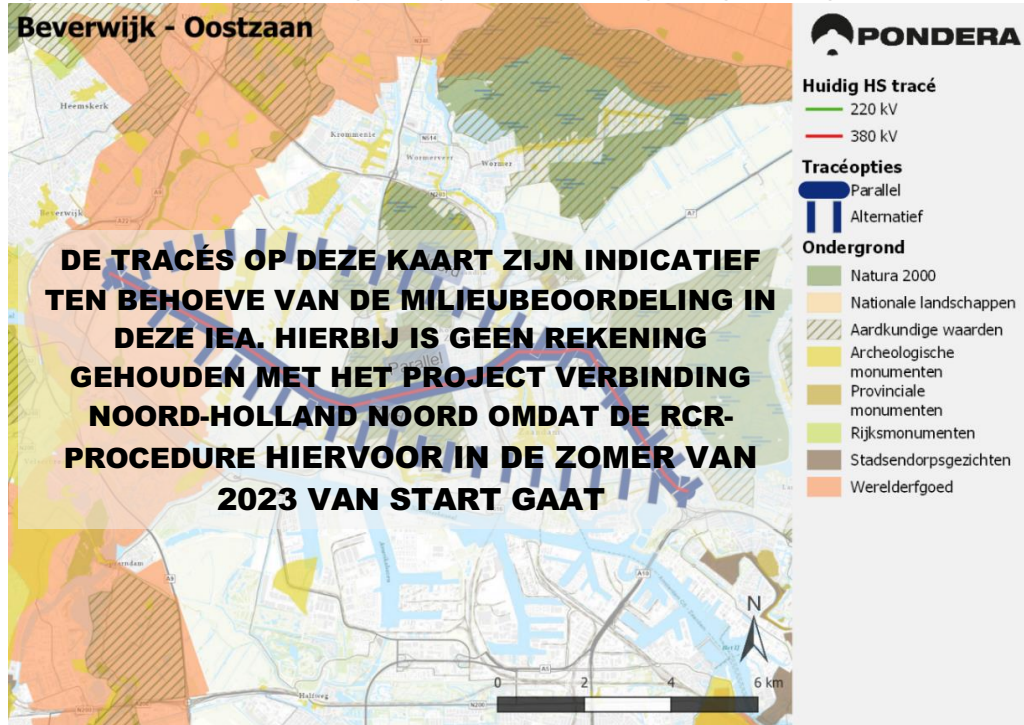 Beverwijk - Oostzaan
Heemskerk
Krommenie
N514
Wormerveer
Wormer
A9
A7
Beverwijk
A22
DE TRACÉS OP DEZE KAART ZIJN INDICATIEF
TEN BEHOEVE VAN DE MILIEUBEOORDELING IN
DEZE IEA. HIERBIJ IS GEEN REKENING
GEHOUDEN MET HET PROJECT VERBINDING
NOORD-HOLLAND NOORD OMDAT DE RCR-
PROCEDURE HIERVOOR IN DE ZOMER VAN
2023 VAN START GAAT
Parallel
A9
A10
A5
Halfweg
N
0 2 4 6 km
PONDERA
Huidig HS tracé
220 kV
380 kV
Tracéopties
Parallel
Alternatief
Ondergrond
Natura 2000
Nationale landschappen
Aardkundige waarden
Archeologische
monumenten
Provinciale
monumenten
Rijksmonumenten
Stadsendorpsgezichten
Werelderfgoed